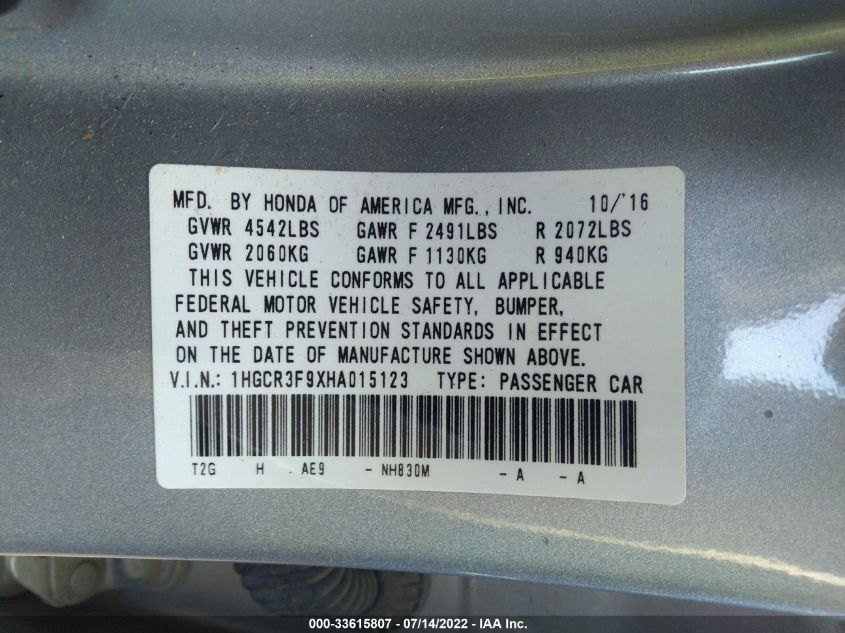 MFD. BY HONDA OF AMERICA MFG., INC. 10/'16
GVWR 4542LBS GAWR F 2491LBS R 2072LBS
GVWR 2060KG GAWR F 1130KG R 940KG
THIS VEHICLE CONFORMS TO ALL APPLICABLE
FEDERAL MOTOR VEHICLE SAFETY, BUMPER,
AND THEFT PREVENTION STANDARDS IN EFFECT
ON THE DATE OF MANUFACTURE SHOWN ABOVE.
V.I.N.: 1HGCR3F9XHA015123 TYPE: PASSENGER CAR
T2G H AE9 - NH830M - A - A
000-33615807 - 07/14/2022 - IAA Inc.